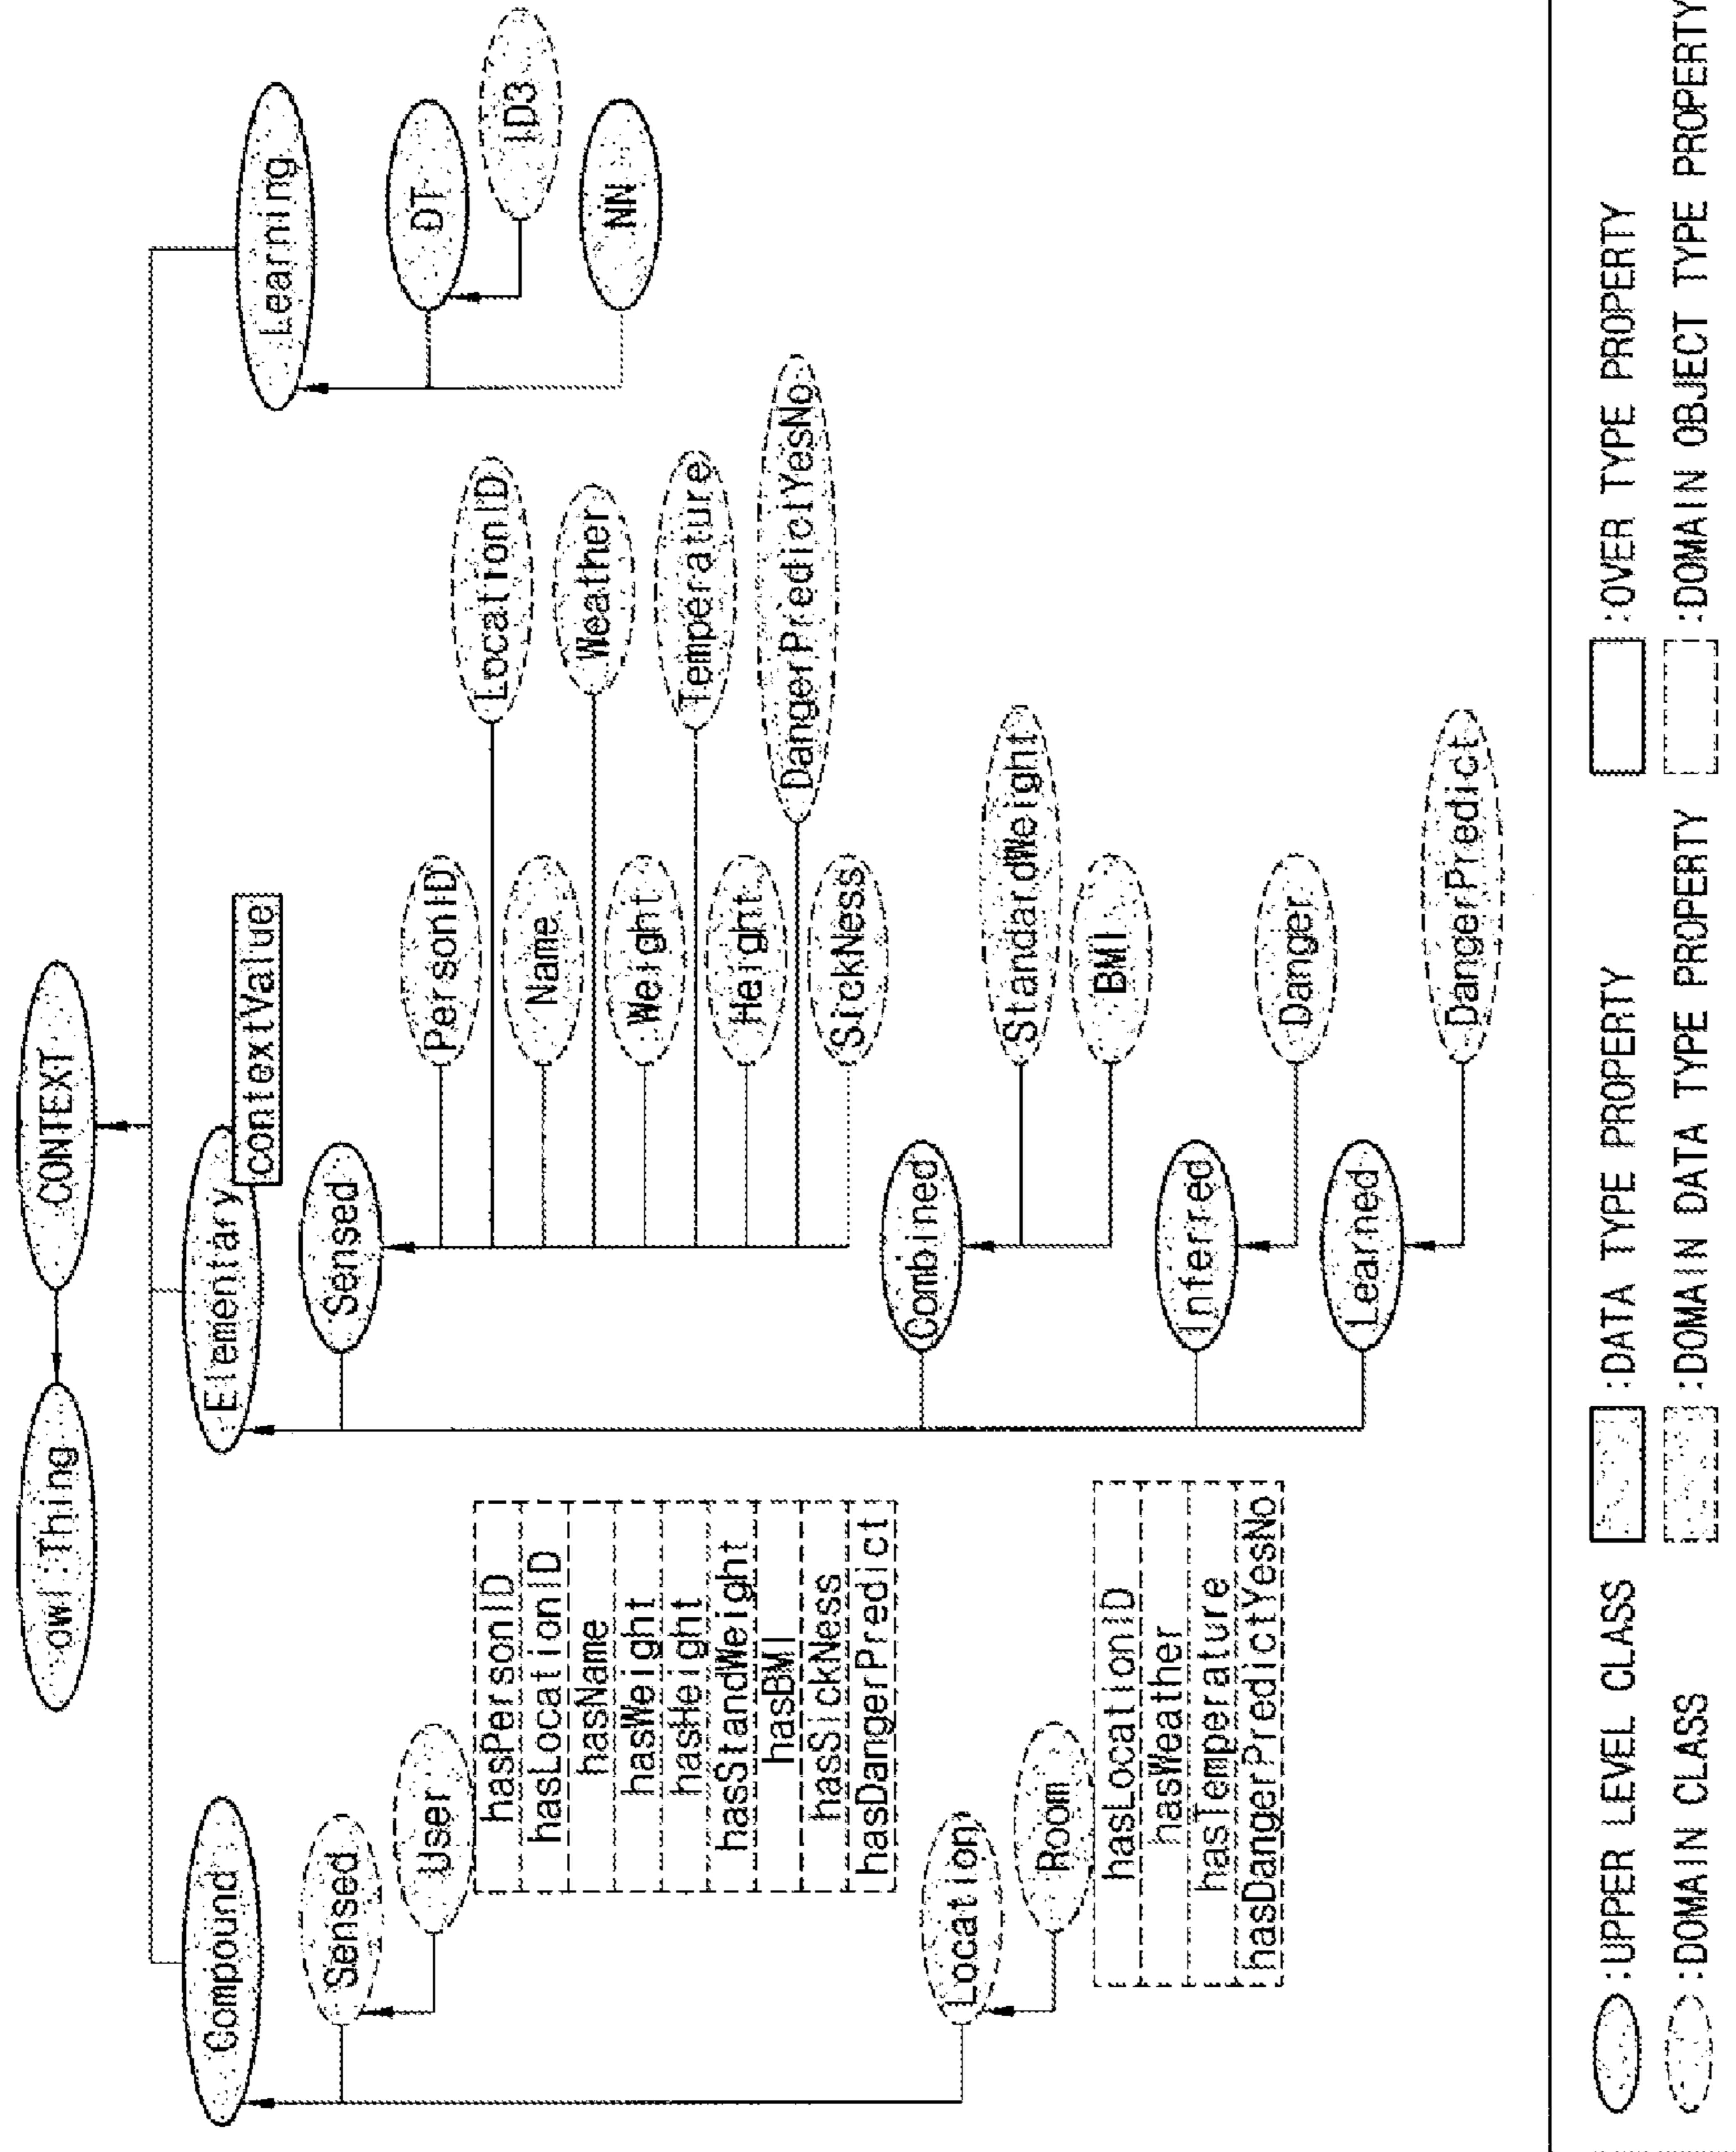 owl:Thing
CONTEXT
Compound
Sensed
User
hasPersonID
hasLocationID
hasName
hasWeight
hasHeight
hasStandWeight
hasBMI
hasSickNess
hasDangerPredict
Location
Room
hasLocationID
hasWeather
hasTemperature
hasDangerPredictYesNo
Elementary
contextValue
Sensed
PersonID
LocationID
Name
Weather
Weight
Temperature
Height
DangerPredictYesNo
SickNess
Combined
StandardWeight
BMI
Inferred
Danger
Learned
DangerPredict
Learning
DT
ID3
NN
:UPPER LEVEL CLASS
:DATA TYPE PROPERTY
:OVER TYPE PROPERTY
:DOMAIN CLASS
:DOMAIN DATA TYPE PROPERTY
:DOMAIN OBJECT TYPE PROPERTY